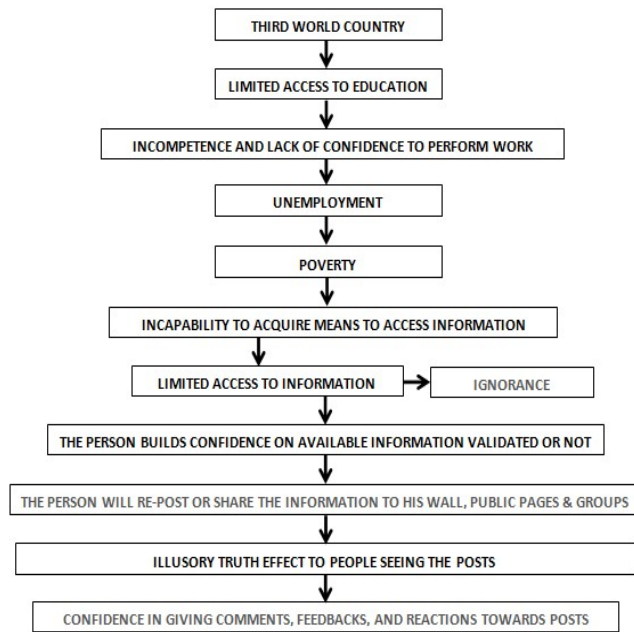 THIRD WORLD COUNTRY
LIMITED ACCESS TO EDUCATION
INCOMPETENCE AND LACK OF CONFIDENCE TO PERFORM WORK
UNEMPLOYMENT
POVERTY
INCAPABILITY TO ACQUIRE MEANS TO ACCESS INFORMATION
LIMITED ACCESS TO INFORMATION
IGNORANCE
THE PERSON BUILDS CONFIDENCE ON AVAILABLE INFORMATION VALIDATED OR NOT
THE PERSON WILL RE-POST OR SHARE THE INFORMATION TO HIS WALL, PUBLIC PAGES & GROUPS
ILLUSORY TRUTH EFFECT TO PEOPLE SEEING THE POSTS
CONFIDENCE IN GIVING COMMENTS, FEEDBACKS, AND REACTIONS TOWARDS POSTS